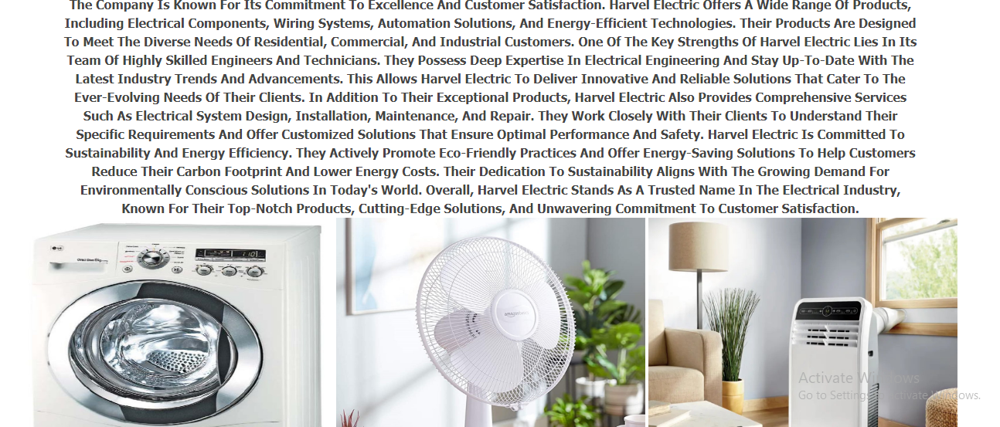 The Company Is Known For Its Commitment To Excellence And Customer Satisfaction. Harvel Electric Offers A Wide Range Of Products,
Including Electrical Components, Wiring Systems, Automation Solutions, And Energy-Efficient Technologies. Their Products Are Designed
To Meet The Diverse Needs Of Residential, Commercial, And Industrial Customers. One Of The Key Strengths Of Harvel Electric Lies In Its
Team Of Highly Skilled Engineers And Technicians. They Possess Deep Expertise In Electrical Engineering And Stay Up-To-Date With The
Latest Industry Trends And Advancements. This Allows Harvel Electric To Deliver Innovative And Reliable Solutions That Cater To The
Ever-Evolving Needs Of Their Clients. In Addition To Their Exceptional Products, Harvel Electric Also Provides Comprehensive Services
Such As Electrical System Design, Installation, Maintenance, And Repair. They Work Closely With Their Clients To Understand Their
Specific Requirements And Offer Customized Solutions That Ensure Optimal Performance And Safety. Harvel Electric Is Committed To
Sustainability And Energy Efficiency. They Actively Promote Eco-Friendly Practices And Offer Energy-Saving Solutions To Help Customers
Reduce Their Carbon Footprint And Lower Energy Costs. Their Dedication To Sustainability Aligns With The Growing Demand For
Environmentally Conscious Solutions In Today's World. Overall, Harvel Electric Stands As A Trusted Name In The Electrical Industry,
Known For Their Top-Notch Products, Cutting-Edge Solutions, And Unwavering Commitment To Customer Satisfaction.
LG
Activate Windows
Go to Settings to activate Windows.